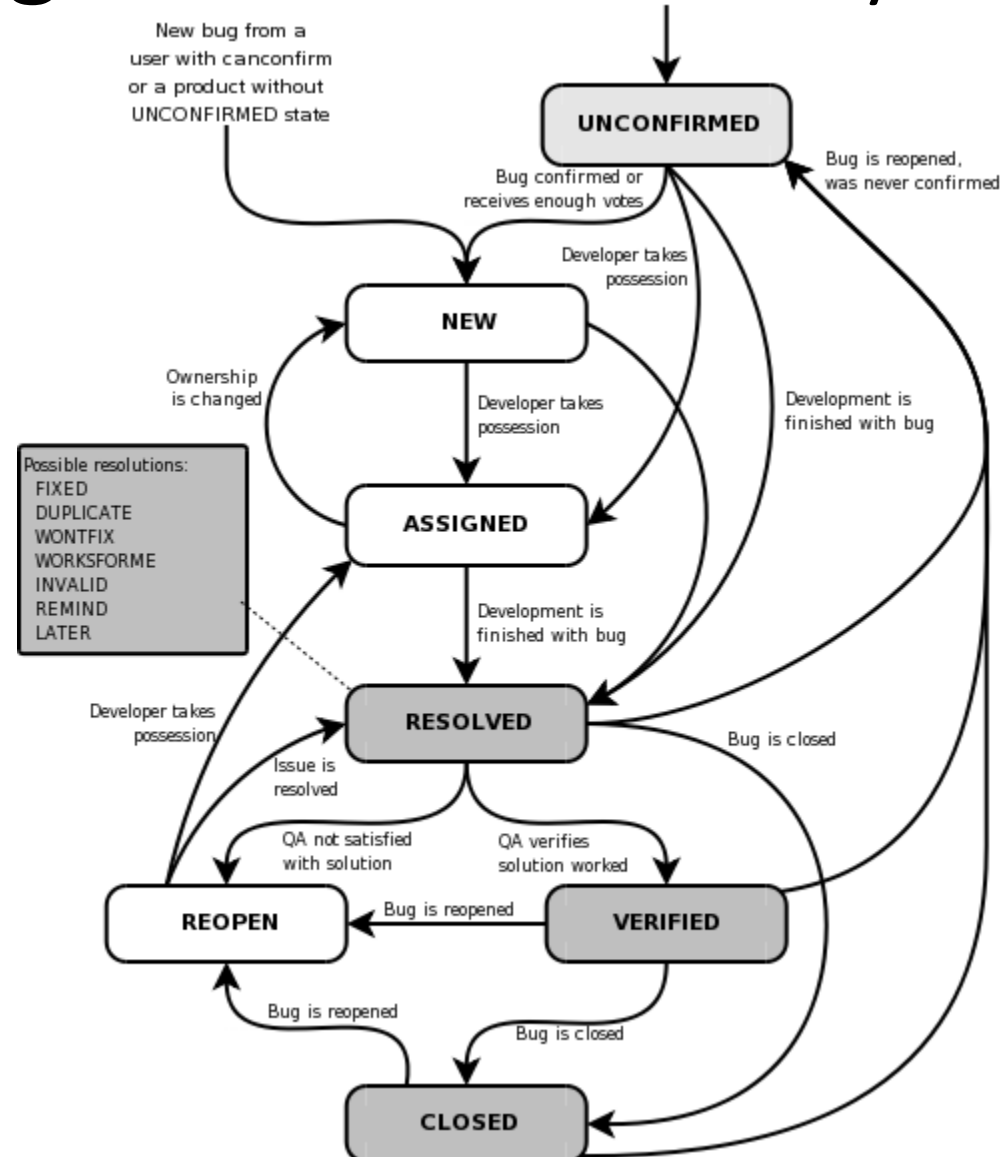 New bug from a
user with canconfirm
or a product without
UNCONFIRMED state
UNCONFIRMED
Bug is reopened,
was never confirmed
Bug confirmed or
receives enough votes
Developer takes
possession
NEW
Ownership
is changed
Developer takes
possession
Development is
finished with bug
Possible resolutions:
FIXED
DUPLICATE
WONTFIX
WORKSFORME
INVALID
REMIND
LATER
ASSIGNED
Development is
finished with bug
Developer takes
possession
RESOLVED
Bug is closed
Issue is
resolved
QA not satisfied
with solution
QA verifies
solution worked
REOPEN
Bug is reopened
VERIFIED
Bug is reopened
Bug is closed
CLOSED